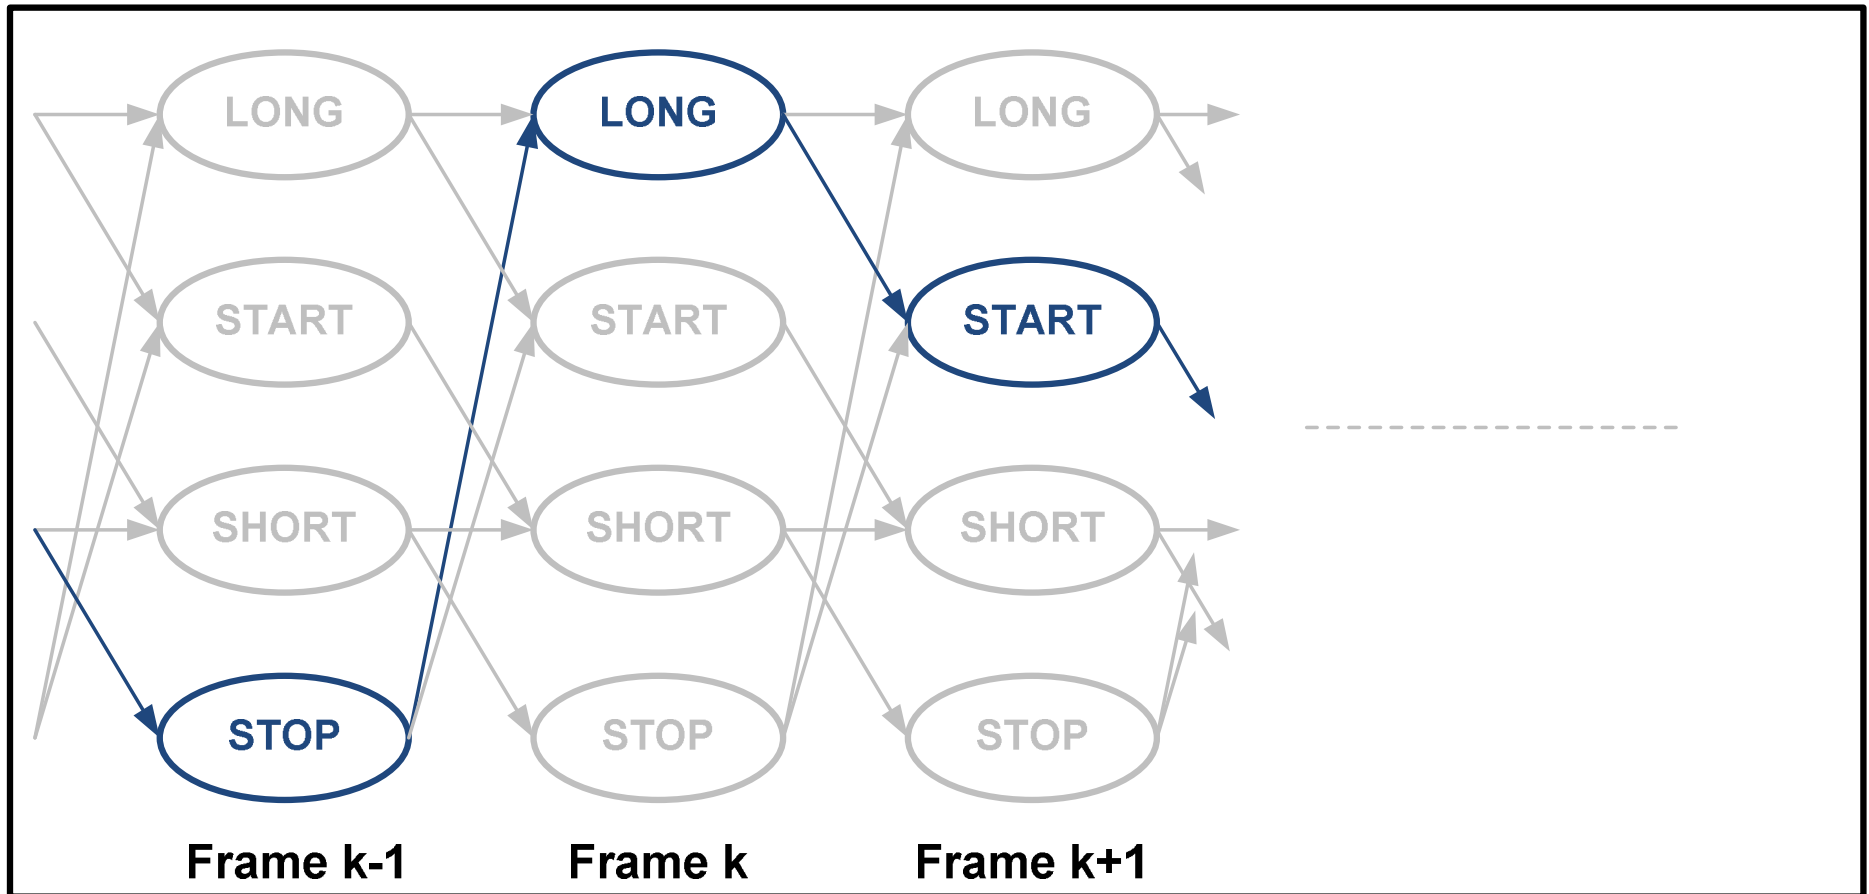 LONG LONG LONG
START START START
SHORT SHORT SHORT
STOP STOP STOP
Frame k-1 Frame k Frame k+1